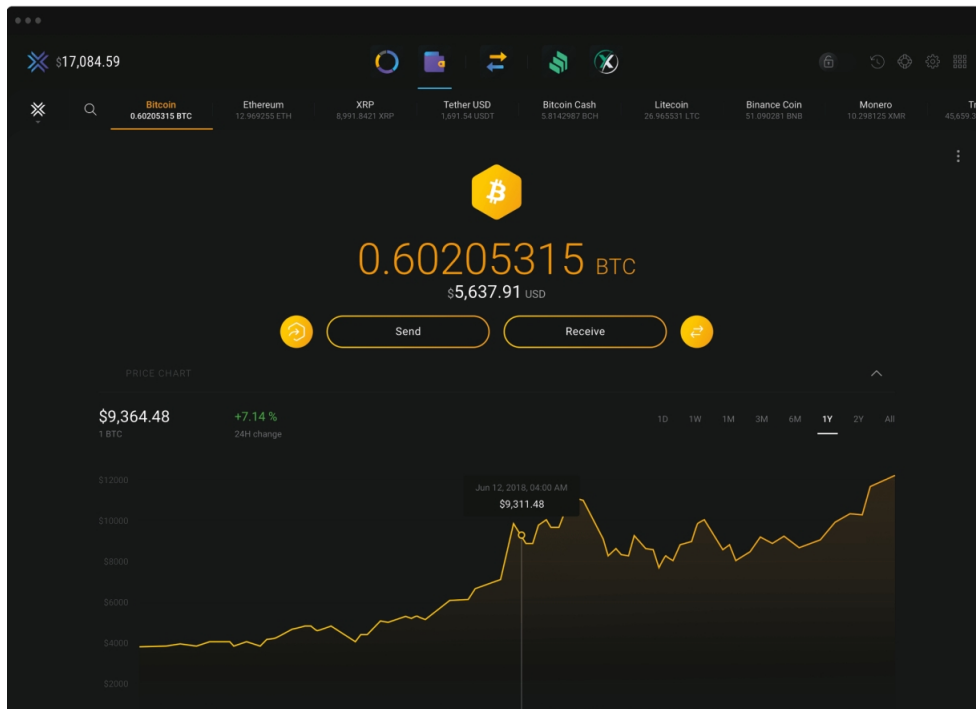 $17,084.59
Bitcoin Ethereum XRP Tether USD Bitcoin Cash Litecoin Binance Coin Monero
0.60205315 BTC 12.969255 ETH 8,991.8421 XRP 1,691.54 USDT 5.8142987 BCH 26.965531 LTC 51.090281 BNB 10.298125 XMR
0.60205315 BTC
$5,637.91 USD
Send Receive
PRICE CHART
$9,364.48 +7.14 % 1D 1W 1M 3M 6M 1Y 2Y All
1 BTC 24H change
$12000
Jun 12, 2018, 04:00 AM
$9,311.48
$10000
$8000
$6000
$4000
$2000